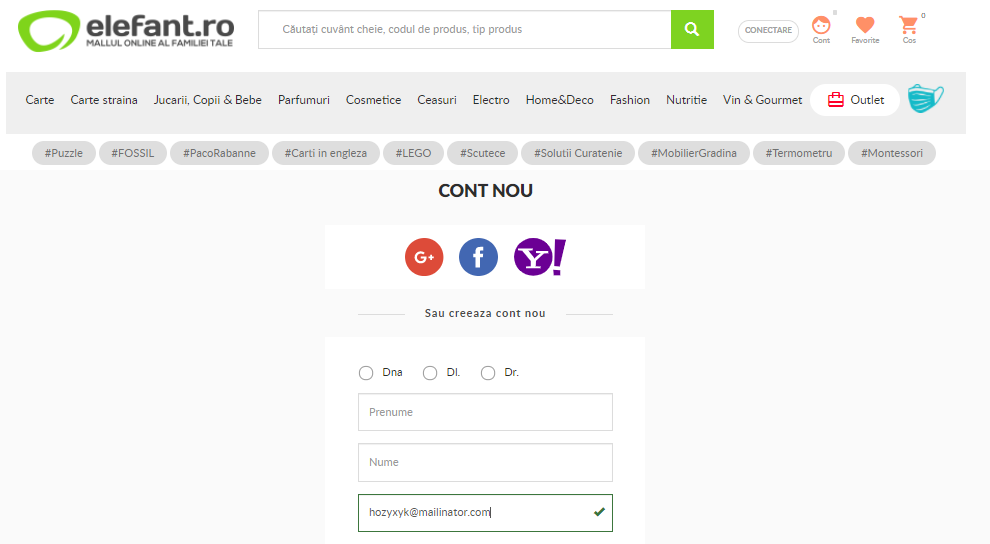 elefant.ro
MALLUL ONLINE AL FAMILIEI TALE
Căutați cuvânt cheie, codul de produs, tip produs
CONECTARE
0
Cont
Favorite
0
Cos
Carte Carte straina Jucarii, Copii & Bebe Parfumuri Cosmetice Ceasuri Electro Home&Deco Fashion Nutritie Vin & Gourmet Outlet
#Puzzle #FOSSIL #PacoRabanne #Carti in engleza #LEGO #Scutece #Solutii Curatenie #MobilierGradina #Termometru #Montessori
CONT NOU
G+ f Y!
Sau creeaza cont nou
Dna Dl. Dr.
Prenume
Nume
hozyxyk@mailinator.com